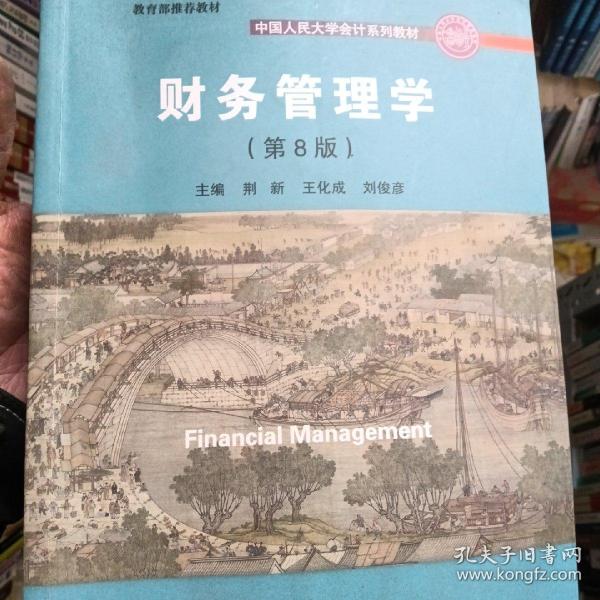 教育部推荐教材
中国人民大学会计系列教材
财务管理学
（第8版）
主编 荆新 王化成 刘俊彦
Financial Management
孔夫子旧书网
www.kongfz.com